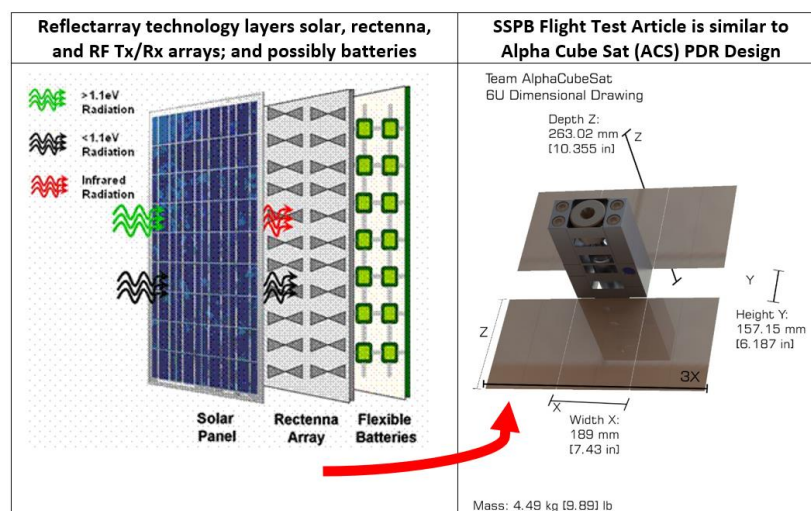 Reflectarray technology layers solar, rectenna,
and RF Tx/Rx arrays; and possibly batteries
>1.1eV
Radiation
<1.1eV
Radiation
Infrared
Radiation
Solar
Panel
Rectenna
Array
Flexible
Batteries
SSPB Flight Test Article is similar to
Alpha Cube Sat (ACS) PDR Design
Team AlphaCubeSat
6U Dimensional Drawing
Depth Z:
263.02 mm
[10.355 in]
Z
Y
Height Y:
157.15 mm
[6.187 in]
Z
3X
X
Width X:
189 mm
[7.43 in]
Mass: 4.49 kg [9.89] lb